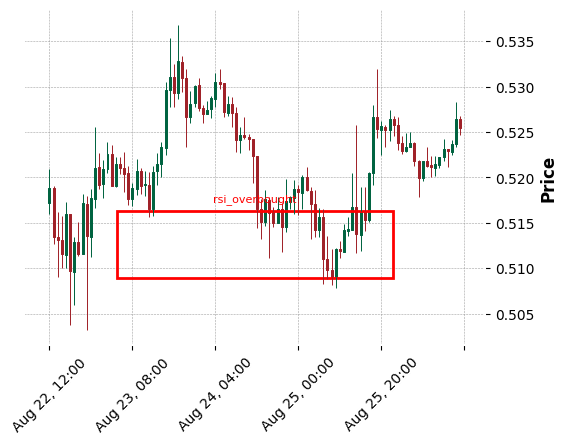 0.535
0.530
0.525
0.520
0.515
0.510
0.505
Price
rsi_overbought
Aug 22, 12:00
Aug 23, 08:00
Aug 24, 04:00
Aug 25, 00:00
Aug 25, 20:00